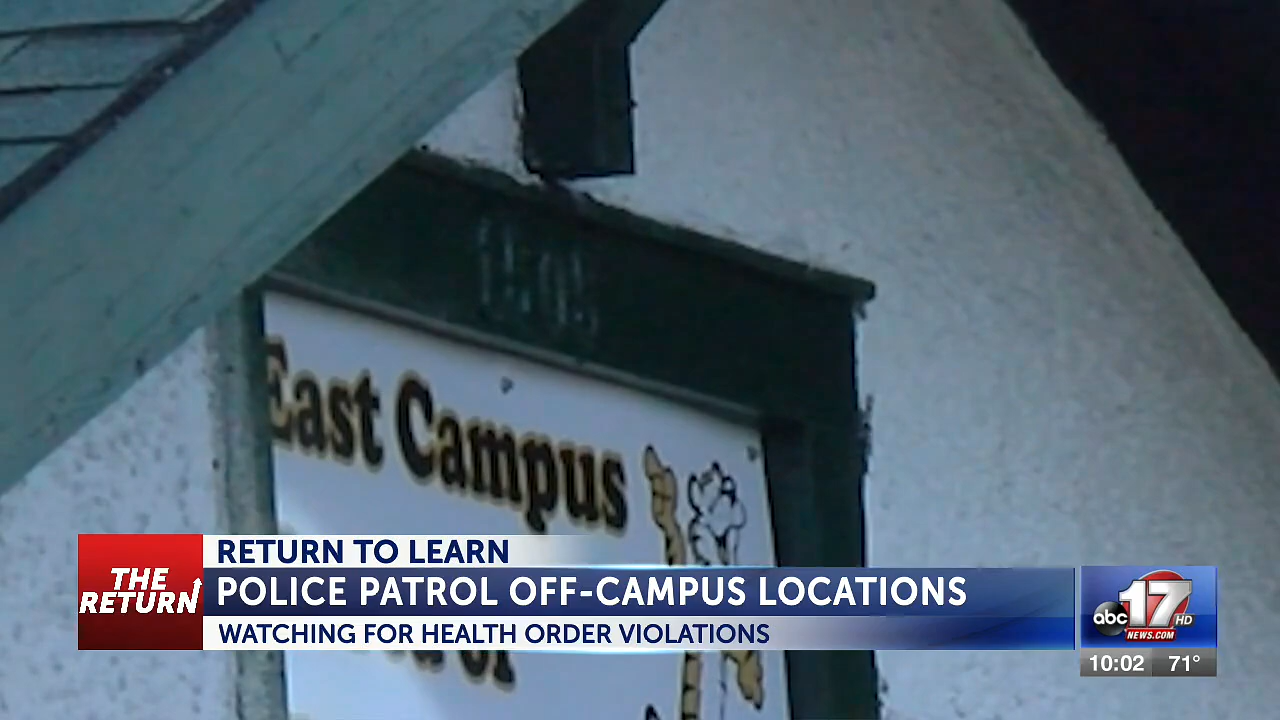 East Campus
RETURN TO LEARN
THE RETURN
POLICE PATROL OFF-CAMPUS LOCATIONS
WATCHING FOR HEALTH ORDER VIOLATIONS
abc 17 HD
NEWS.COM
10:02 71°